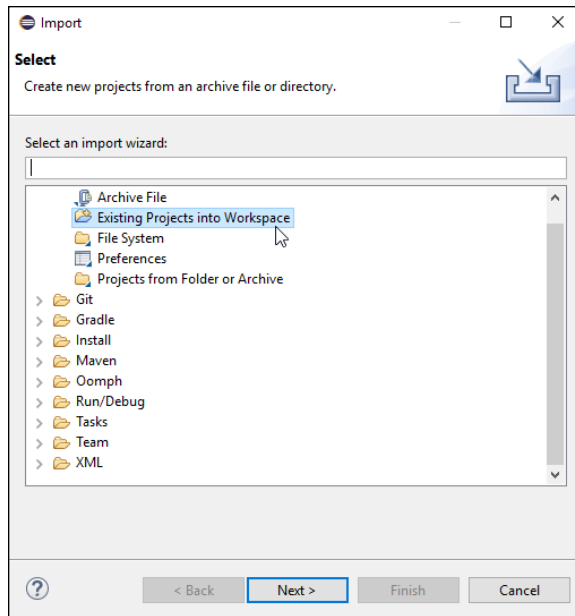 Import
Select
Create new projects from an archive file or directory.
Select an import wizard:
Archive File
Existing Projects into Workspace
File System
Preferences
Projects from Folder or Archive
Git
Gradle
Install
Maven
Oomph
Run/Debug
Tasks
Team
XML
? < Back Next > Finish Cancel